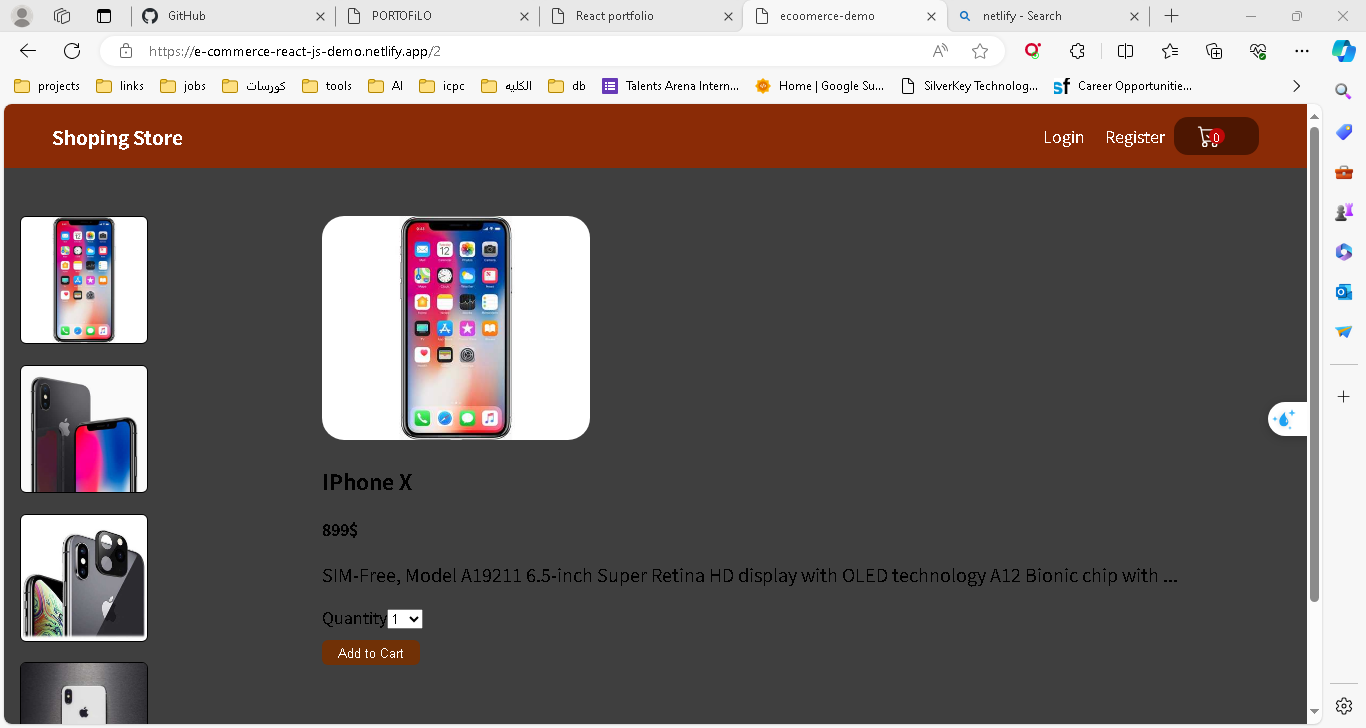 GitHub
PORTOFiLO
React portfolio
ecoomerce-demo
netlify - Search
https://e-commerce-react-js-demo.netlify.app/2
projects
links
jobs
كورسات
tools
AI
icpc
الكليه
db
Talents Arena Intern...
Home | Google Su...
SilverKey Technolog...
sf Career Opportunitie...
Shoping Store
Login
Register
0
IPhone X
899$
SIM-Free, Model A19211 6.5-inch Super Retina HD display with OLED technology A12 Bionic chip with ...
Quantity 1
Add to Cart